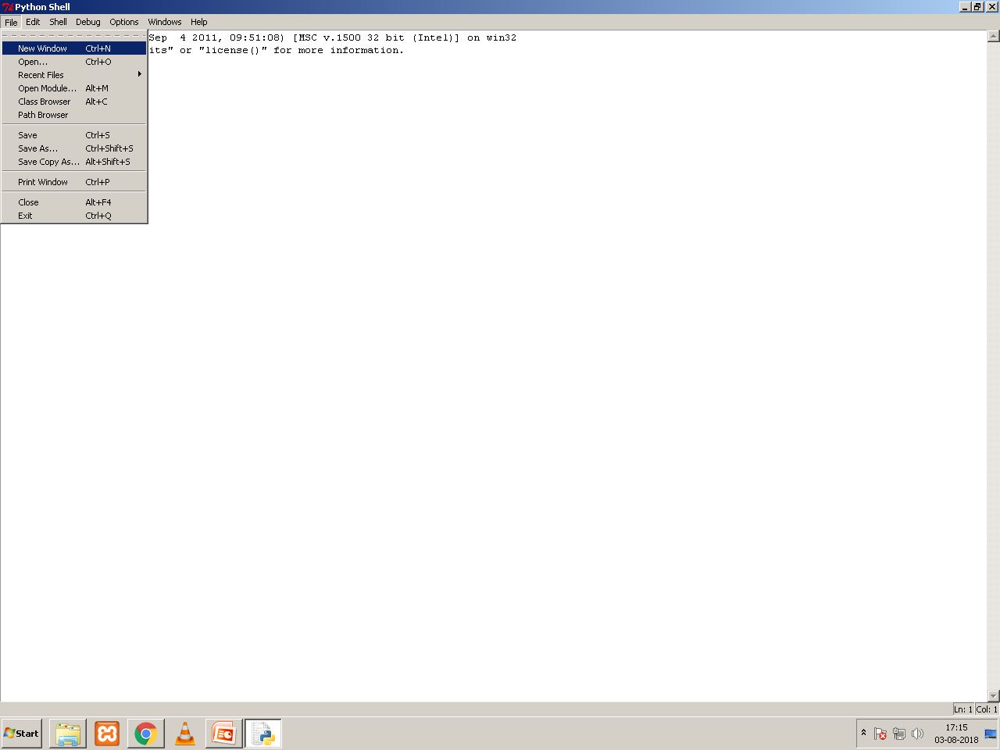 Python Shell
File Edit Shell Debug Options Windows Help
Sep  4 2011, 09:51:08) [MSC v.1500 32 bit (Intel)] on win32
its" or "license()" for more information.
New Window Ctrl+N
Open... Ctrl+O
Recent Files
Open Module... Alt+M
Class Browser Alt+C
Path Browser
Save Ctrl+S
Save As... Ctrl+Shift+S
Save Copy As... Alt+Shift+S
Print Window Ctrl+P
Close Alt+F4
Exit Ctrl+Q
Ln: 1 Col: 1
Start
17:15
03-08-2018